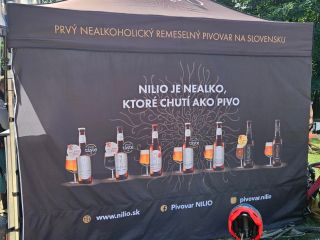 PRVÝ NEALKOHOLICKÝ REMESELNÝ PIVOVAR NA SLOVENSKU
NILIO JE NEALKO,
KTORÉ CHUTÍ AKO PIVO
www.nilio.sk
Pivovar NILIO
pivovar.nilio